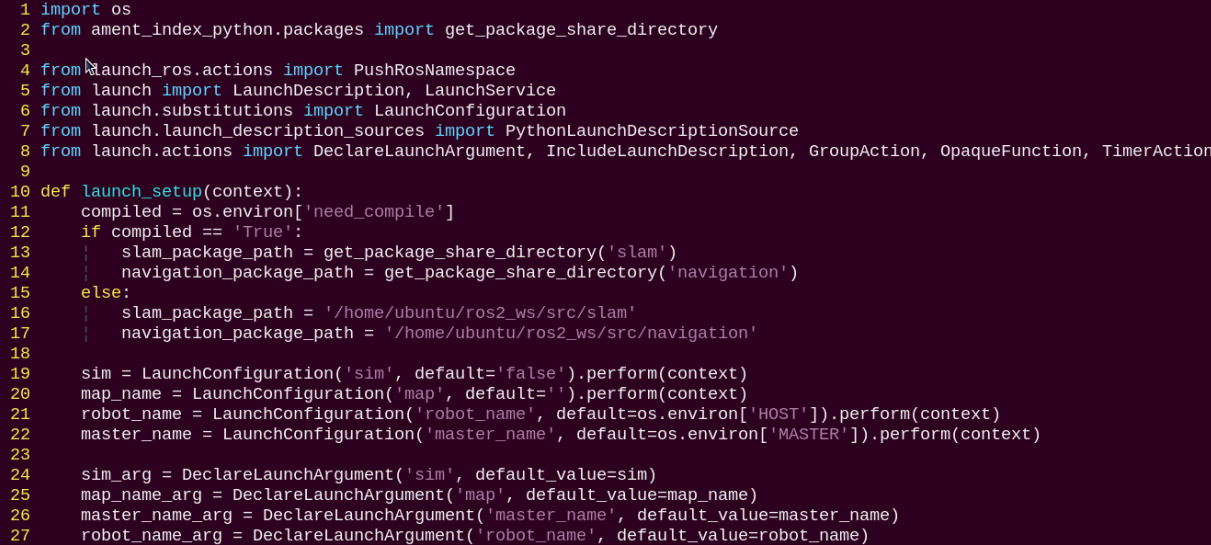 1 import os
2 from ament_index_python.packages import get_package_share_directory
3
4 from launch_ros.actions import PushRosNamespace
5 from launch import LaunchDescription, LaunchService
6 from launch.substitutions import LaunchConfiguration
7 from launch.launch_description_sources import PythonLaunchDescriptionSource
8 from launch.actions import DeclareLaunchArgument, IncludeLaunchDescription, GroupAction, OpaqueFunction, TimerAction
9
10 def launch_setup(context):
11     compiled = os.environ['need_compile']
12     if compiled == 'True':
13     ¦   slam_package_path = get_package_share_directory('slam')
14     ¦   navigation_package_path = get_package_share_directory('navigation')
15     else:
16     ¦   slam_package_path = '/home/ubuntu/ros2_ws/src/slam'
17     ¦   navigation_package_path = '/home/ubuntu/ros2_ws/src/navigation'
18
19     sim = LaunchConfiguration('sim', default='false').perform(context)
20     map_name = LaunchConfiguration('map', default='').perform(context)
21     robot_name = LaunchConfiguration('robot_name', default=os.environ['HOST']).perform(context)
22     master_name = LaunchConfiguration('master_name', default=os.environ['MASTER']).perform(context)
23
24     sim_arg = DeclareLaunchArgument('sim', default_value=sim)
25     map_name_arg = DeclareLaunchArgument('map', default_value=map_name)
26     master_name_arg = DeclareLaunchArgument('master_name', default_value=master_name)
27     robot_name_arg = DeclareLaunchArgument('robot_name', default_value=robot_name)